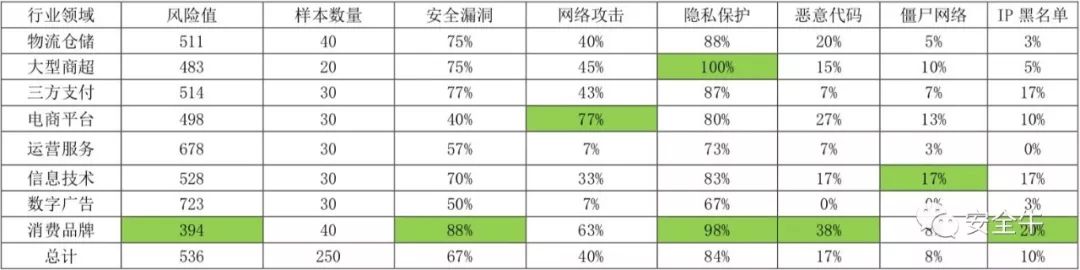 行业领域 风险值 样本数量 安全漏洞 网络攻击 隐私保护 恶意代码 僵尸网络 IP 黑名单
物流仓储 511 40 75% 40% 88% 20% 5% 3%
大型商超 483 20 75% 45% 100% 15% 10% 5%
三方支付 514 30 77% 43% 87% 7% 7% 17%
电商平台 498 30 40% 77% 80% 27% 13% 10%
运营服务 678 30 57% 7% 73% 7% 3% 0%
信息技术 528 30 70% 33% 83% 17% 17% 17%
数字广告 723 30 50% 7% 67% 0% 0% 3%
消费品牌 394 40 88% 63% 98% 38% 20%
总计 536 250 67% 40% 84% 17% 8% 10%
安全牛